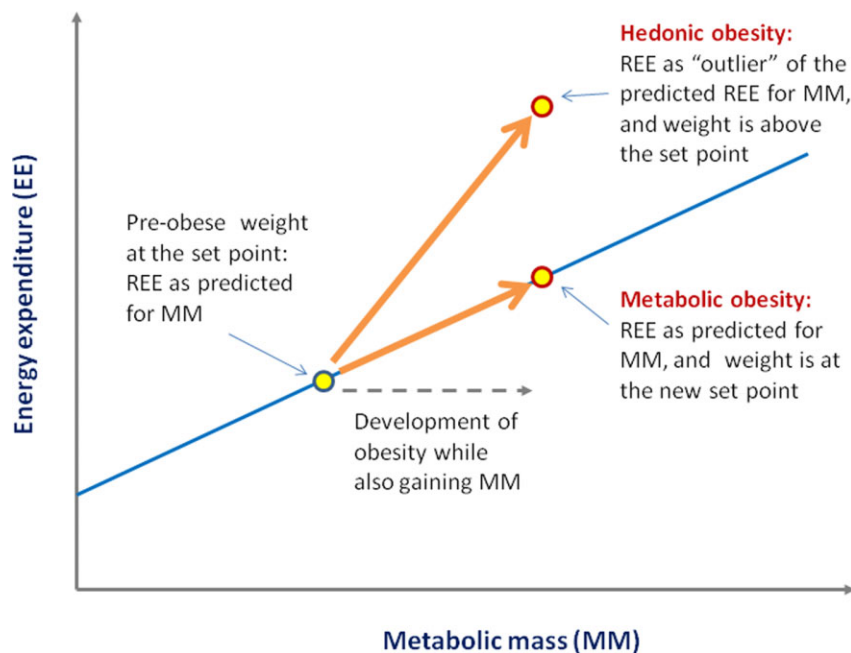 Hedonic obesity:
REE as “outlier” of the
predicted REE for MM,
and weight is above
the set point
Energy expenditure (EE)
Pre-obese weight
at the set point:
REE as predicted
for MM
Metabolic obesity:
REE as predicted for
MM, and weight is at
the new set point
Development of
obesity while
also gaining MM
Metabolic mass (MM)